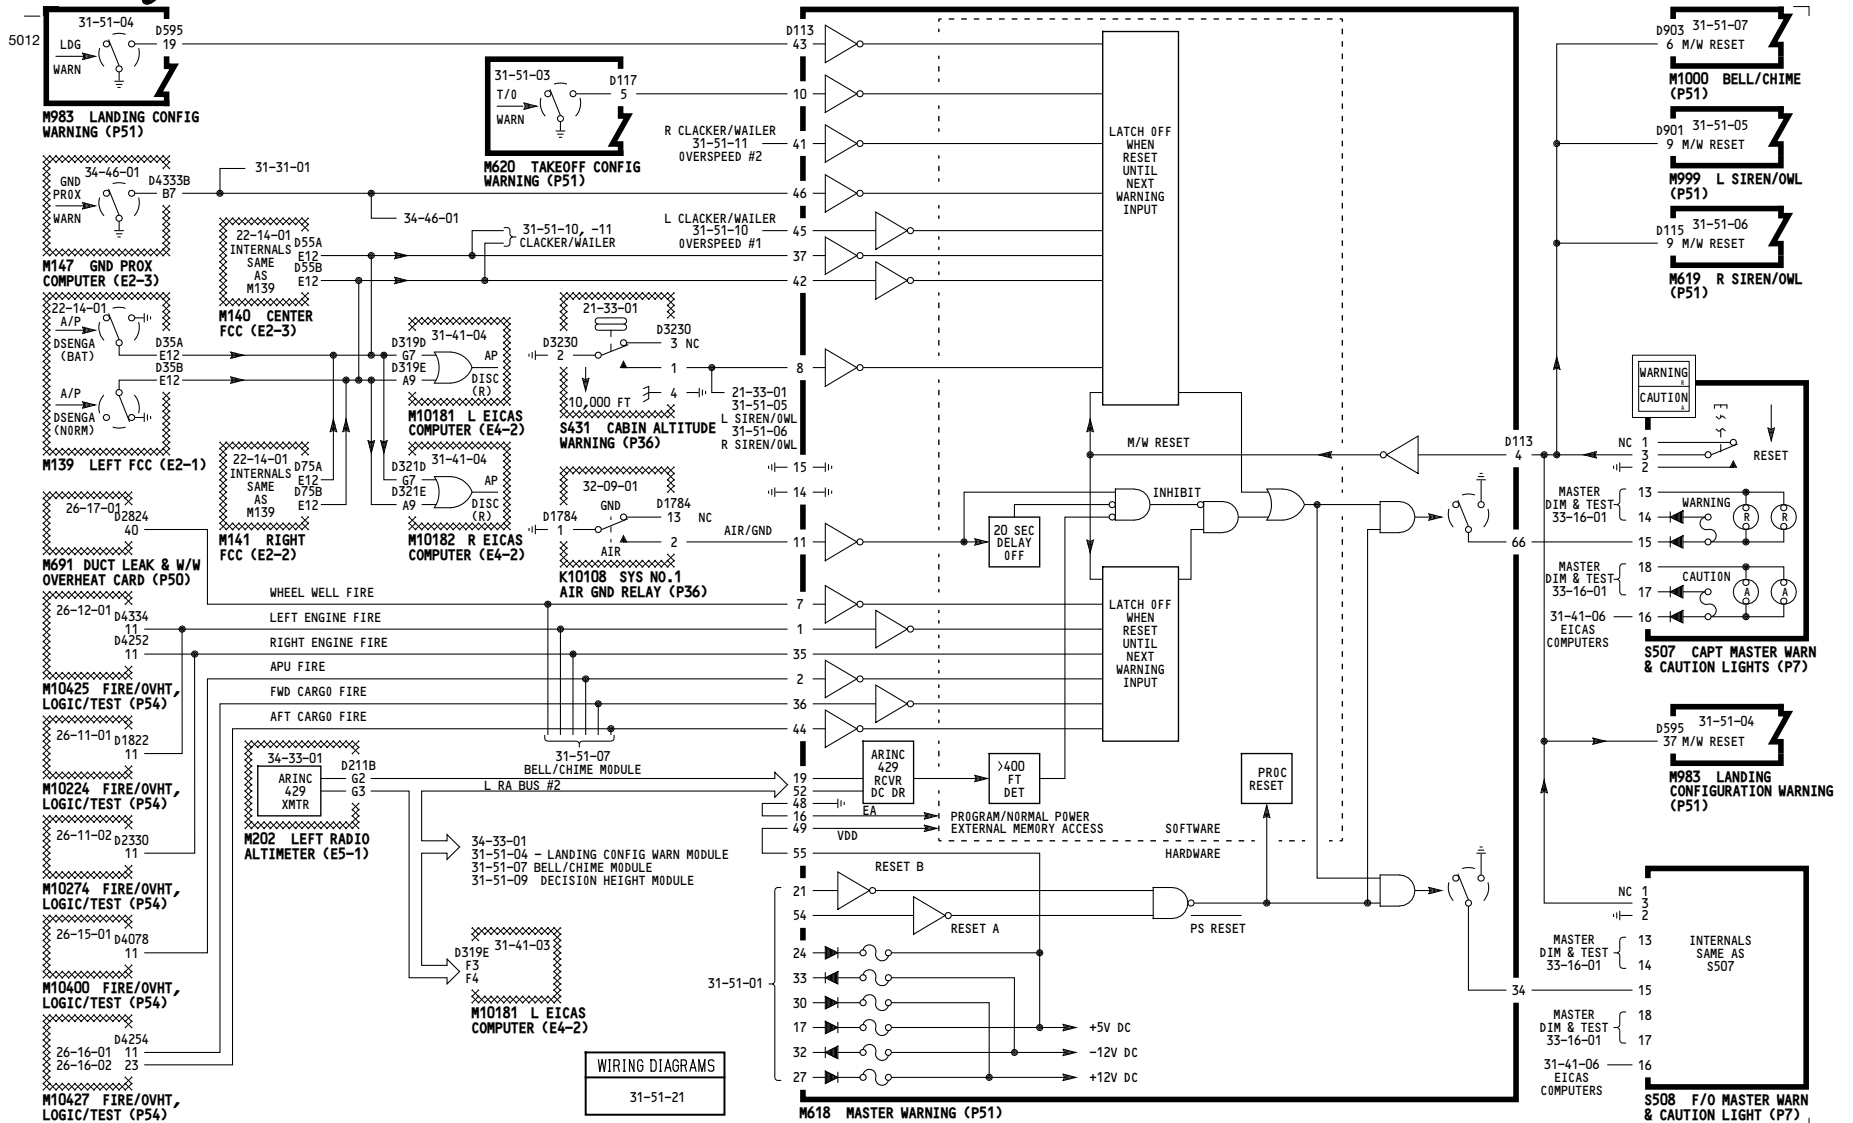 5012
31-51-04
LDG
WARN
D595
19
M983 LANDING CONFIG
WARNING (P51)
31-51-03
T/O
WARN
D117
5
M620 TAKEOFF CONFIG
WARNING (P51)
34-46-01
GND
PROX
WARN
D4333B
B7
31-31-01
34-46-01
M147 GND PROX
COMPUTER (E2-3)
22-14-01
INTERNALS
SAME
AS
M139
D55A
E12
D55B
E12
M140 CENTER
FCC (E2-3)
31-51-10, -11
CLACKER/WAILER
R CLACKER/WAILER
31-51-11
OVERSPEED #2
L CLACKER/WAILER
31-51-10
OVERSPEED #1
22-14-01
A/P
DSENGA
(BAT)
D35A
E12
D35B
E12
A/P
DSENGA
(NORM)
M139 LEFT FCC (E2-1)
D319D
31-41-04
G7
D319E
A9
AP
DISC
(R)
M10181 L EICAS
COMPUTER (E4-2)
D321D
31-41-04
G7
D321E
A9
AP
DISC
(R)
M10182 R EICAS
COMPUTER (E4-2)
22-14-01
INTERNALS
SAME
AS
M139
D75A
E12
D75B
E12
M141 RIGHT
FCC (E2-2)
21-33-01
D3230
2
D3230
3 NC
1
4
10,000 FT
S431 CABIN ALTITUDE
WARNING (P36)
21-33-01
31-51-05
L SIREN/OWL
31-51-06
R SIREN/OWL
32-09-01
GND
D1784
1
D1784
13 NC
2
AIR
AIR/GND
K10108 SYS NO.1
AIR GND RELAY (P36)
26-17-01
D2824
40
M691 DUCT LEAK & W/W
OVERHEAT CARD (P50)
26-12-01
D4334
11
D4252
11
M10425 FIRE/OVHT,
LOGIC/TEST (P54)
26-11-01
D1822
11
M10224 FIRE/OVHT,
LOGIC/TEST (P54)
26-11-02
D2330
11
M10274 FIRE/OVHT,
LOGIC/TEST (P54)
26-15-01
D4078
11
M10400 FIRE/OVHT,
LOGIC/TEST (P54)
D4254
26-16-01 11
26-16-02 23
M10427 FIRE/OVHT,
LOGIC/TEST (P54)
WHEEL WELL FIRE
LEFT ENGINE FIRE
RIGHT ENGINE FIRE
APU FIRE
FWD CARGO FIRE
AFT CARGO FIRE
31-51-07
BELL/CHIME MODULE
34-33-01
ARINC
429
XMTR
D211B
G2
G3
L RA BUS #2
M202 LEFT RADIO
ALTIMETER (E5-1)
34-33-01
31-51-04 - LANDING CONFIG WARN MODULE
31-51-07 BELL/CHIME MODULE
31-51-09 DECISION HEIGHT MODULE
D319E
31-41-03
F3
F4
M10181 L EICAS
COMPUTER (E4-2)
WIRING DIAGRAMS
31-51-21
31-51-01
D113
43
10
41
46
45
37
42
8
15
14
11
7
1
35
2
36
44
19
52
48
16
49
55
21
54
24
33
30
17
32
27
LATCH OFF
WHEN
RESET
UNTIL
NEXT
WARNING
INPUT
M/W RESET
INHIBIT
20 SEC
DELAY
OFF
LATCH OFF
WHEN
RESET
UNTIL
NEXT
WARNING
INPUT
ARINC
429
RCVR
DC DR
>400
FT
DET
PROC
RESET
EA
VDD
PROGRAM/NORMAL POWER
EXTERNAL MEMORY ACCESS
SOFTWARE
HARDWARE
RESET B
RESET A
PS RESET
+5V DC
-12V DC
+12V DC
M618 MASTER WARNING (P51)
D113
4
66
34
D903
31-51-07
6 M/W RESET
M1000 BELL/CHIME
(P51)
D901
31-51-05
9 M/W RESET
M999 L SIREN/OWL
(P51)
D115
31-51-06
9 M/W RESET
M619 R SIREN/OWL
(P51)
WARNING
R
CAUTION
A
NC 1
3
2
RESET
MASTER
DIM & TEST
33-16-01
13
14
15
WARNING
R
R
MASTER
DIM & TEST
33-16-01
18
17
CAUTION
A
A
31-41-06
EICAS
COMPUTERS
16
S507 CAPT MASTER WARN
& CAUTION LIGHTS (P7)
D595
31-51-04
37 M/W RESET
M983 LANDING
CONFIGURATION WARNING
(P51)
NC 1
3
2
MASTER
DIM & TEST
33-16-01
13
14
15
INTERNALS
SAME AS
S507
MASTER
DIM & TEST
33-16-01
18
17
31-41-06
EICAS
COMPUTERS
16
S508 F/O MASTER WARN
& CAUTION LIGHT (P7)